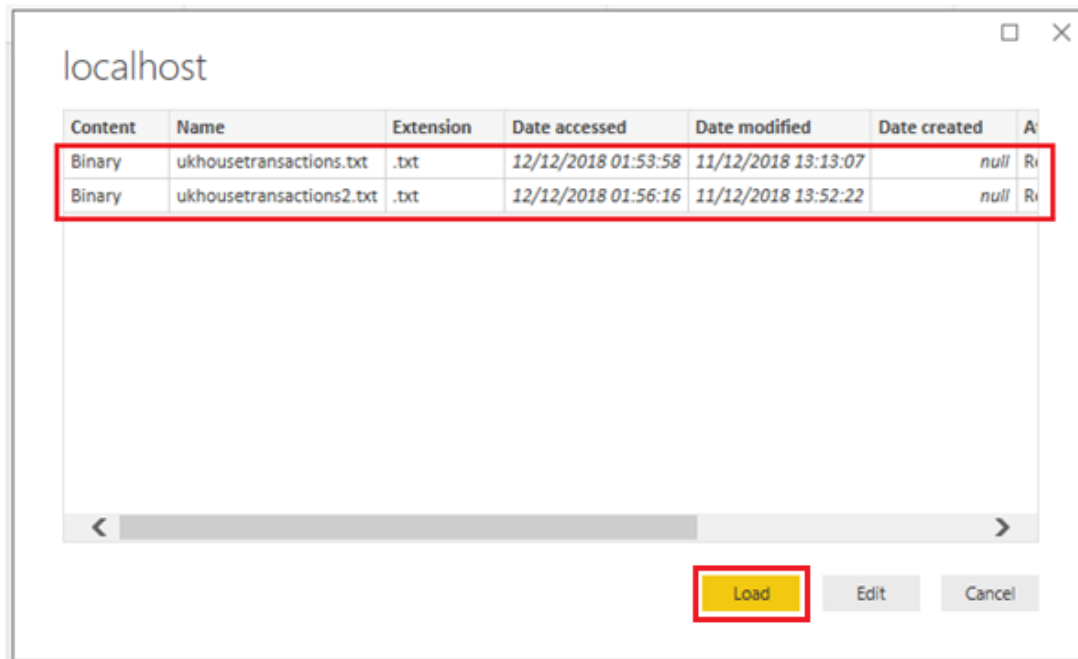 localhost
Content Name Extension Date accessed Date modified Date created
Binary ukhousetransactions.txt .txt 12/12/2018 01:53:58 11/12/2018 13:13:07 null
Binary ukhousetransactions2.txt .txt 12/12/2018 01:56:16 11/12/2018 13:52:22 null
Load Edit Cancel